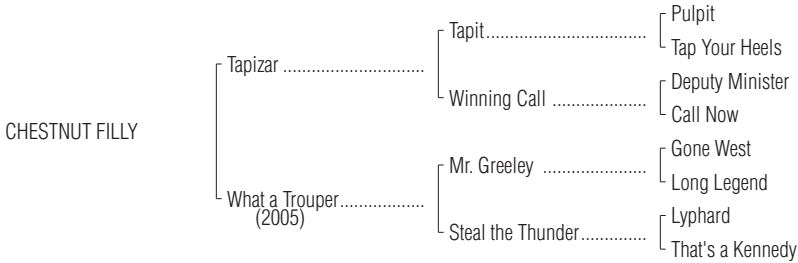 Pulpit
Tapit................................
Tap Your Heels
Tapizar ............................
Deputy Minister
Winning Call ...................
Call Now
CHESTNUT FILLY
Gone West
Mr. Greeley .....................
Long Legend
What a Trouper.................
(2005)
Lyphard
Steal the Thunder.............
That's a Kennedy